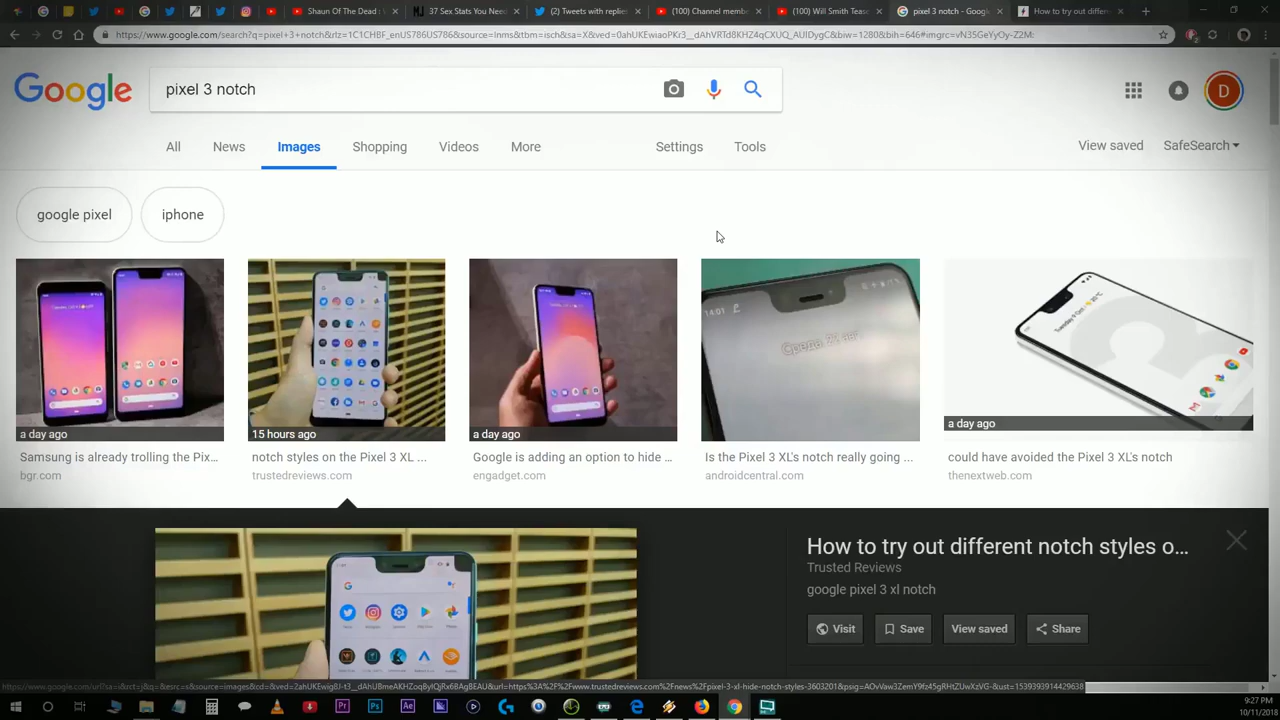 Shaun Of The Dead :
37 Sex Stats You Need
(2) Tweets with replies
(100) Channel memb
(100) Will Smith Tease
pixel 3 notch - Google
How to try out differen
Google
pixel 3 notch
D
All
News
Images
Shopping
Videos
More
Settings
Tools
View saved
SafeSearch
google pixel
iphone
14:01
a day ago
15 hours ago
a day ago
a day ago
Samsung is already trolling the Pix...
notch styles on the Pixel 3 XL ...
Google is adding an option to hide ...
Is the Pixel 3 XL's notch really going ...
could have avoided the Pixel 3 XL's notch
bgr.com
trustedreviews.com
engadget.com
androidcentral.com
thenextweb.com
How to try out different notch styles o...
Trusted Reviews
google pixel 3 xl notch
Visit
Save
View saved
Share
9:27 PM
10/11/2018